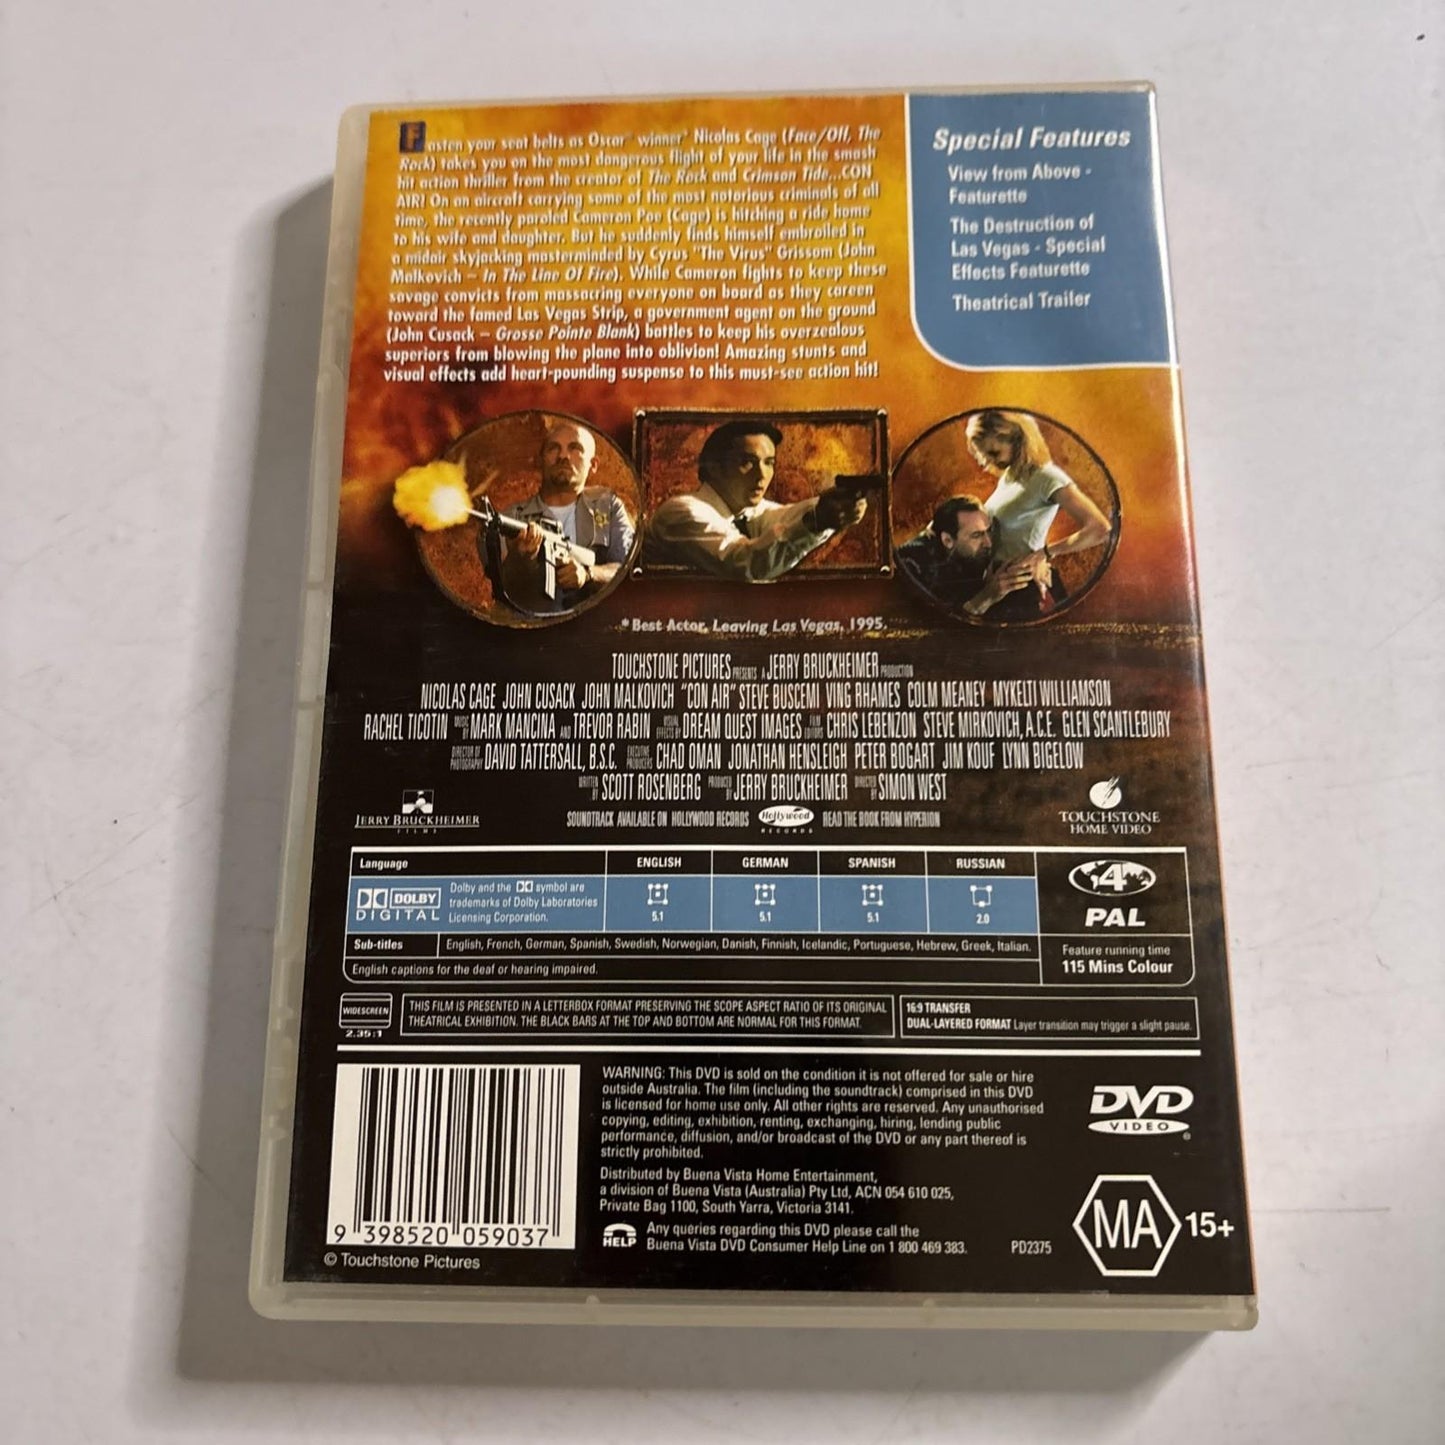 Fasten your seat belts as Oscar™ winner* Nicolas Cage (Face/Off, The
Rock) takes you on the most dangerous flight of your life in the smash
hit action thriller from the creator of The Rock and Crimson Tide...CON
AIR! On an aircraft carrying some of the most notorious criminals of all
time, the recently paroled Cameron Poe (Cage) is hitching a ride home
to his wife and daughter. But he suddenly finds himself embroiled in
a midair skyjacking masterminded by Cyrus "The Virus" Grissom (John
Malkovich – In The Line Of Fire). While Cameron fights to keep these
savage convicts from massacring everyone on board as they careen
toward the famed Las Vegas Strip, a government agent on the ground
(John Cusack – Grosse Pointe Blank) battles to keep his overzealous
superiors from blowing the plane into oblivion! Amazing stunts and
visual effects add heart-pounding suspense to this must-see action hit!
Special Features
View from Above -
Featurette
The Destruction of
Las Vegas - Special
Effects Featurette
Theatrical Trailer
*Best Actor, Leaving Las Vegas, 1995.
TOUCHSTONE PICTURES PRESENTS A JERRY BRUCKHEIMER PRODUCTION
NICOLAS CAGE JOHN CUSACK JOHN MALKOVICH "CON AIR" STEVE BUSCEMI VING RHAMES COLM MEANEY MYKELTI WILLIAMSON
RACHEL TICOTIN MUSIC BY MARK MANCINA AND TREVOR RABIN VISUAL EFFECTS BY DREAM QUEST IMAGES FILM EDITORS CHRIS LEBENZON STEVE MIRKOVICH, A.C.E. GLEN SCANTLEBURY
DIRECTOR OF PHOTOGRAPHY DAVID TATTERSALL, B.S.C. EXECUTIVE PRODUCERS CHAD OMAN JONATHAN HENSLEIGH PETER BOGART JIM KOUF LYNN BIGELOW
WRITTEN BY SCOTT ROSENBERG PRODUCED BY JERRY BRUCKHEIMER DIRECTED BY SIMON WEST
JERRY BRUCKHEIMER
FILMS
SOUNDTRACK AVAILABLE ON HOLLYWOOD RECORDS Hollywood RECORDS READ THE BOOK FROM HYPERION
TOUCHSTONE
HOME VIDEO
Language ENGLISH GERMAN SPANISH RUSSIAN
DOLBY
DIGITAL
Dolby and the DD symbol are
trademarks of Dolby Laboratories
Licensing Corporation.
5.1 5.1 5.1 2.0
4
PAL
Sub-titles English, French, German, Spanish, Swedish, Norwegian, Danish, Finnish, Icelandic, Portuguese, Hebrew, Greek, Italian.
English captions for the deaf or hearing impaired.
Feature running time
115 Mins Colour
WIDESCREEN
2.35:1
THIS FILM IS PRESENTED IN A LETTERBOX FORMAT PRESERVING THE SCOPE ASPECT RATIO OF ITS ORIGINAL
THEATRICAL EXHIBITION. THE BLACK BARS AT THE TOP AND BOTTOM ARE NORMAL FOR THIS FORMAT.
16:9 TRANSFER
DUAL-LAYERED FORMAT Layer transition may trigger a slight pause.
WARNING: This DVD is sold on the condition it is not offered for sale or hire
outside Australia. The film (including the soundtrack) comprised in this DVD
is licensed for home use only. All other rights are reserved. Any unauthorised
copying, editing, exhibition, renting, exchanging, hiring, lending public
performance, diffusion, and/or broadcast of the DVD or any part thereof is
strictly prohibited.
Distributed by Buena Vista Home Entertainment,
a division of Buena Vista (Australia) Pty Ltd, ACN 054 610 025,
Private Bag 1100, South Yarra, Victoria 3141.
HELP
Any queries regarding this DVD please call the
Buena Vista DVD Consumer Help Line on 1 800 469 383.
PD2375
DVD
VIDEO
MA 15+
9 398520 059037
© Touchstone Pictures